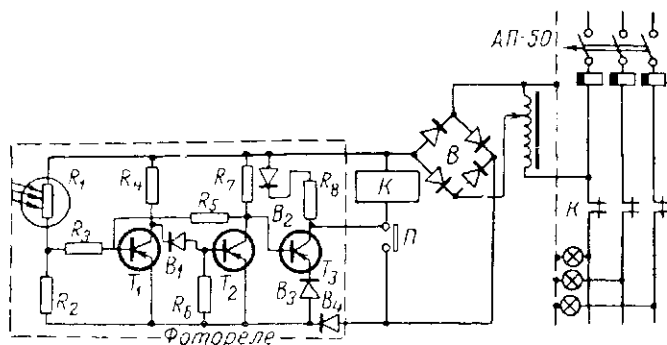 АП-50
R₁
R₄
R₇
R₈
B₂
К
В
R₃
R₅
T₁
B₁
T₂
T₃
П
К
R₂
R₆
B₃
B₄
Фотореле